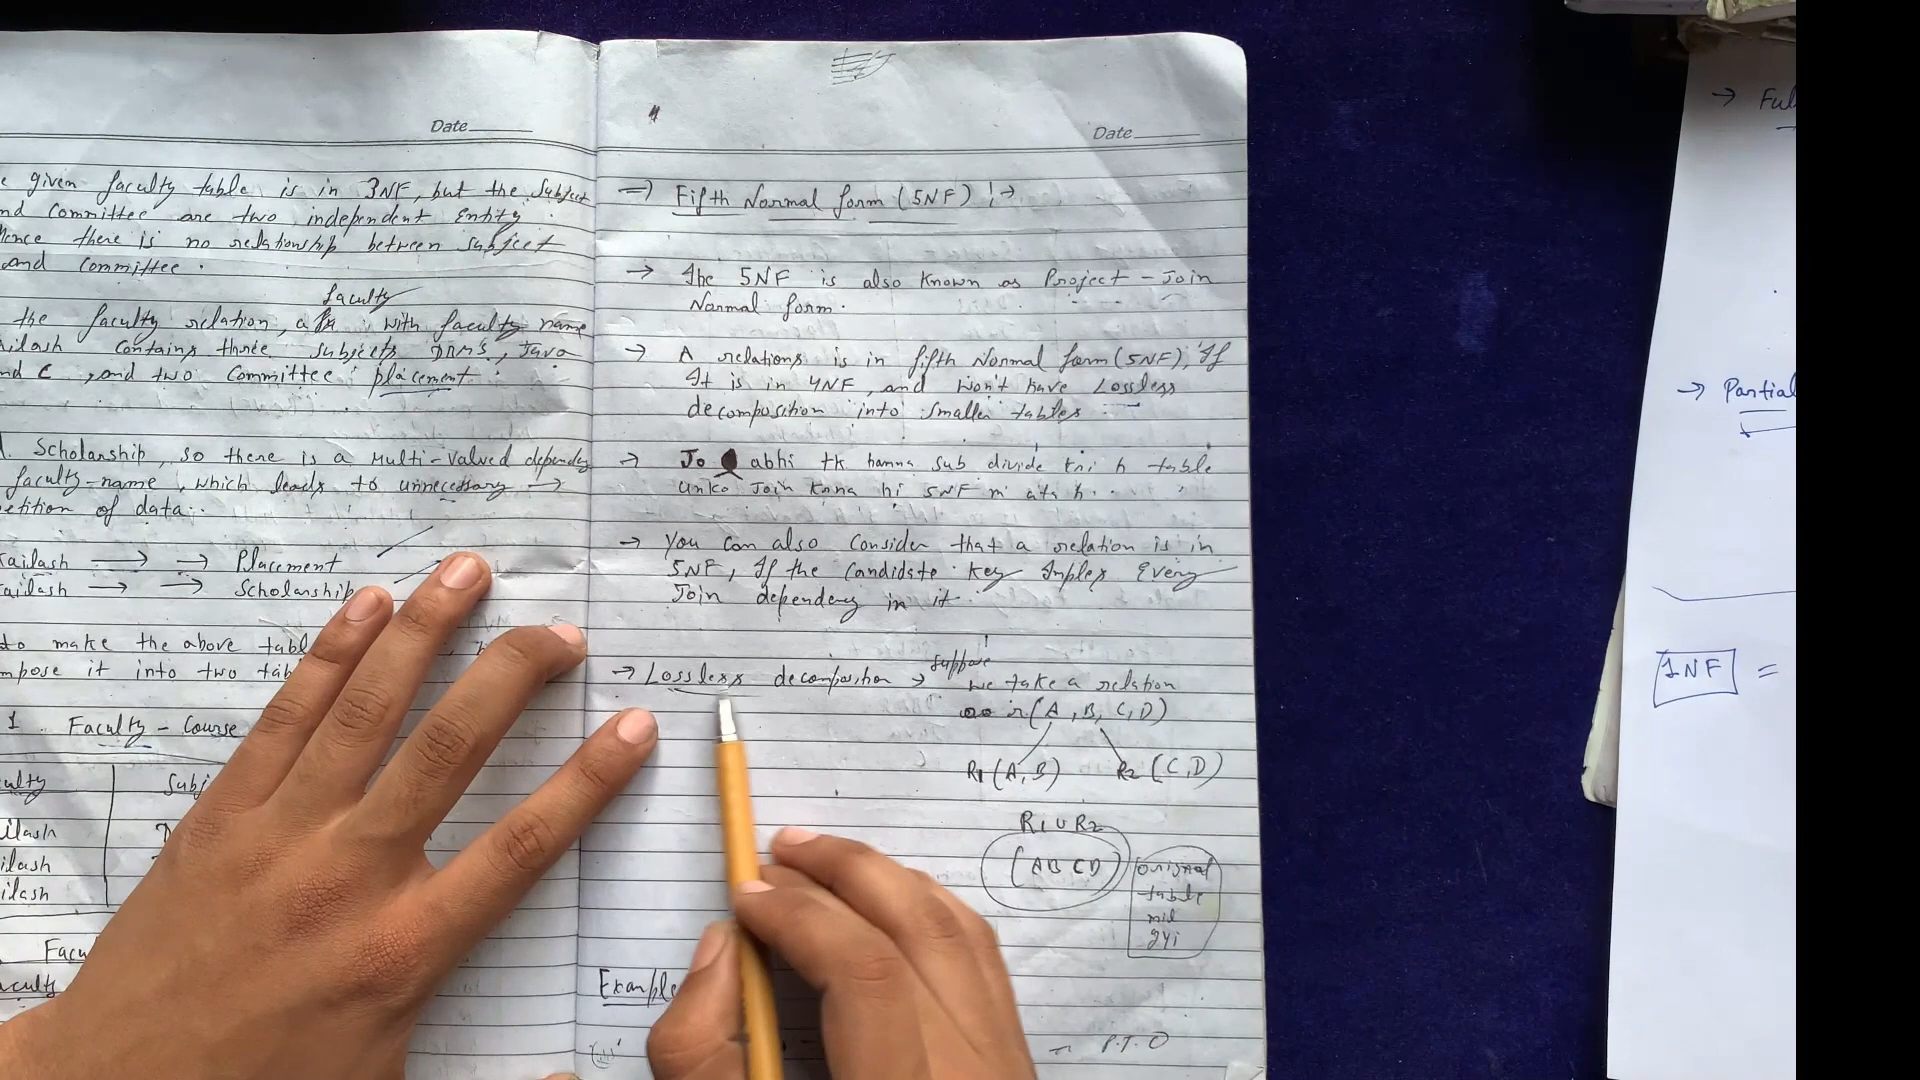 Date
given faculty table is in 3NF, but the Subject
nd Committee are two independent Entity.
Hence there is no relationship between subject
and Committee.
faculty
the faculty relation, a with faculty name
ailash contains three subjects DBMS, Java
nd C, and two Committee placement
Scholarship, so there is a Multi-valued dependency
faculty-name, which leads to unnecessary →
etition of data.
Kailash → → Placement
ailash → → Scholarship
to make the above tabl
mpose it into two tab
1. Faculty - Course
ulty Subj
ilash D
ilash
ilash
Facu
aculty
Date
⇒ Fifth Normal form (5NF) !→
→ The 5NF is also known as Project - Join
Normal form.
→ A relations is in fifth Normal form (5NF), If
It is in 4NF, and won't have Lossless
decomposition into smaller tables
→ Jo abhi tk hamna sub divide kri h table
unko Join krna hi 5NF m ata h.
→ You can also Consider that a relation is in
5NF, If the Candidate key Implex Every
Join dependency in it.
→ Lossless decomposition → suppose
we take a relation
r(A, B, C, D)
R1 (A, B) R2 (C, D)
R1 ∪ R2
(AB CD) original
table
mil
gyi
Example
P.T.O
→ Ful
→ Partial
1NF =